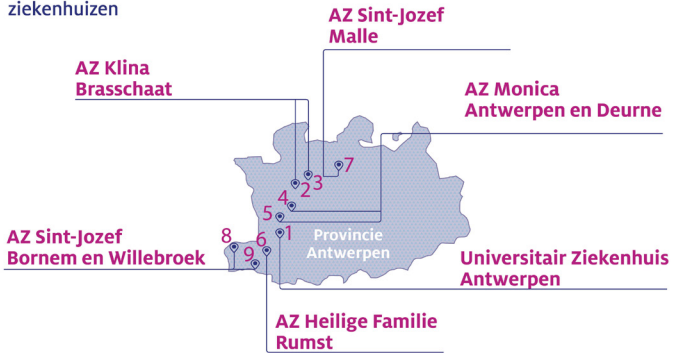 ziekenhuizen
AZ Sint-Jozef
Malle
AZ Klina
Brasschaat
AZ Monica
Antwerpen en Deurne
7
3
2
4
5
1
8
6
9
Provincie
Antwerpen
AZ Sint-Jozef
Bornem en Willebroek
Universitair Ziekenhuis
Antwerpen
AZ Heilige Familie
Rumst